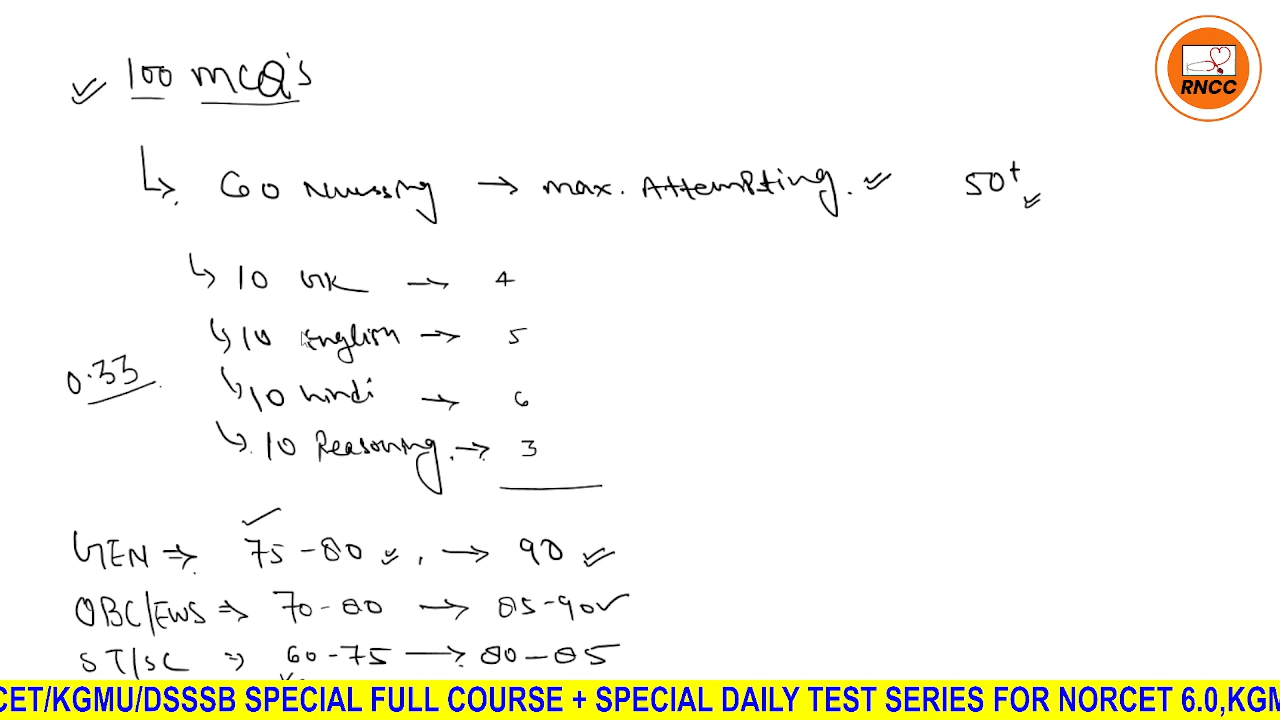 RNCC
100 MCQ's
60 Nursing → max. Attempting. 50+
10 GK → 4
10 English → 5
0.33
10 hindi → 6
10 Reasoning. → 3
GEN ⇒ 75-80, → 90
OBC/EWS ⇒ 70-80 → 85-90
ST/SC ⇒ 60-75 → 80-85
CET/KGMU/DSSSB SPECIAL FULL COURSE + SPECIAL DAILY TEST SERIES FOR NORCET 6.0,KGM